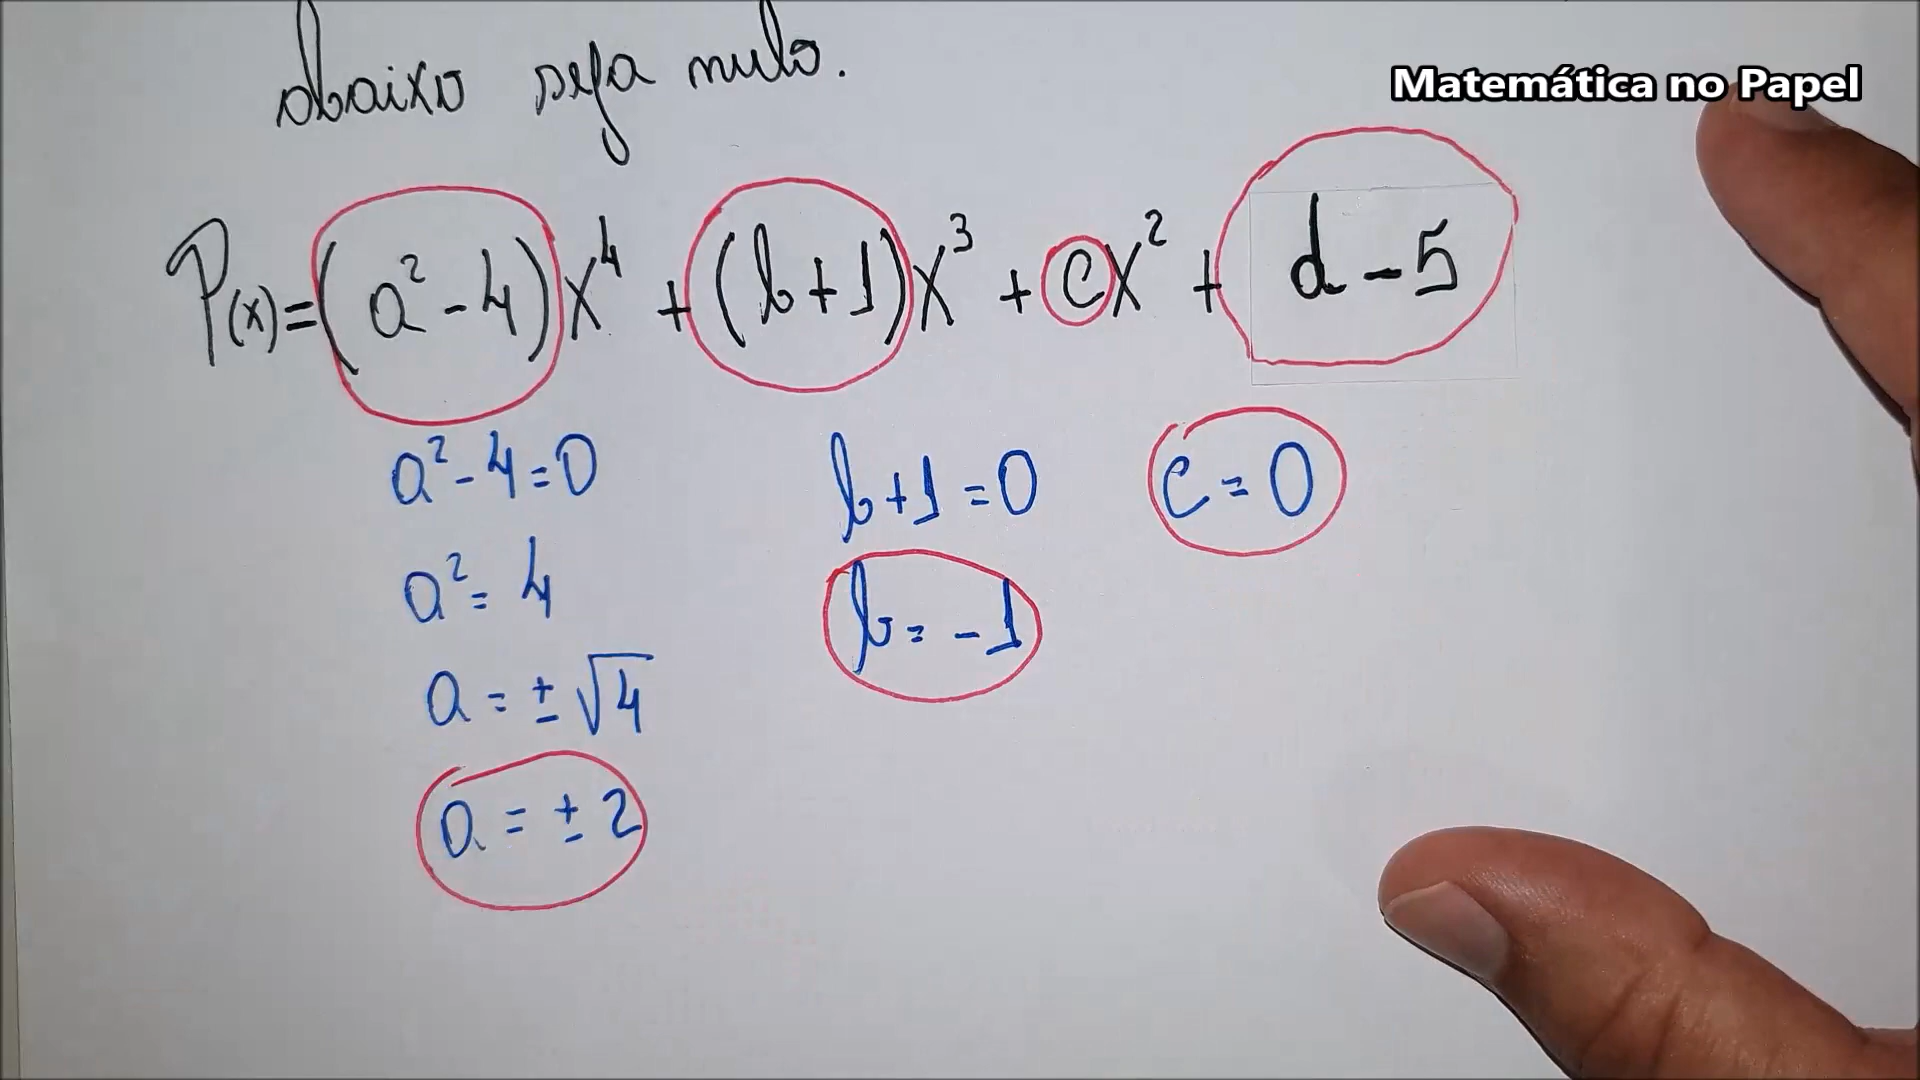 abaixo seja nulo.
Matemática no Papel
P(x)=(a²-4)x⁴ + (b+1)x³ + cx² + d-5
a²-4=0
b+1=0
c=0
a²=4
b=-1
a=±√4
a=±2